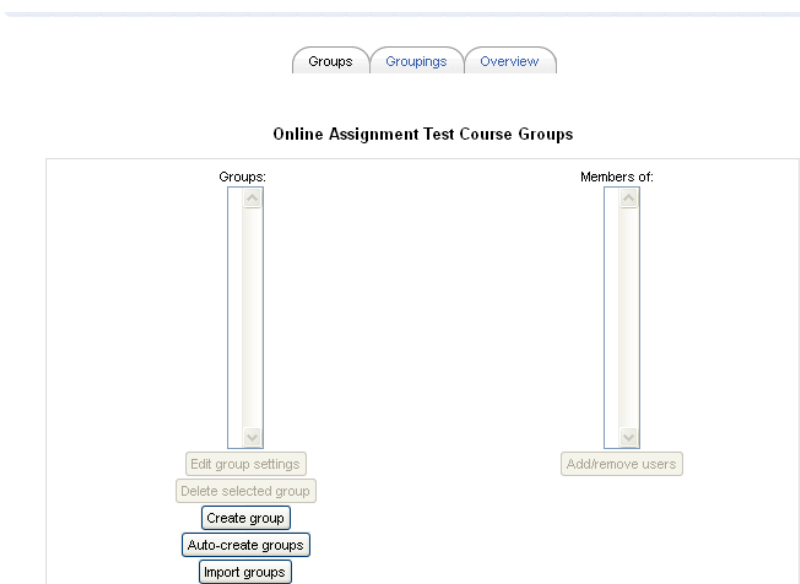 Groups Groupings Overview
Online Assignment Test Course Groups
Groups:
Members of:
Edit group settings
Add/remove users
Delete selected group
Create group
Auto-create groups
Import groups